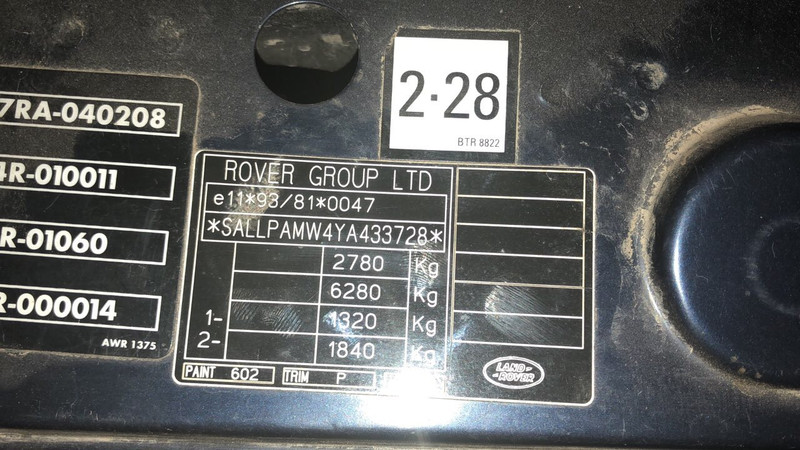 7RA-040208
4R-010011
R-01060
R-000014
AWR 1375
2·28
BTR 8822
ROVER GROUP LTD
e11*93/81*0047
*SALLPAMW4YA433728*
2780 Kg
6280 Kg
1- 1320 Kg
2- 1840 Kg
PAINT 602 TRIM P
LAND-
-ROVER